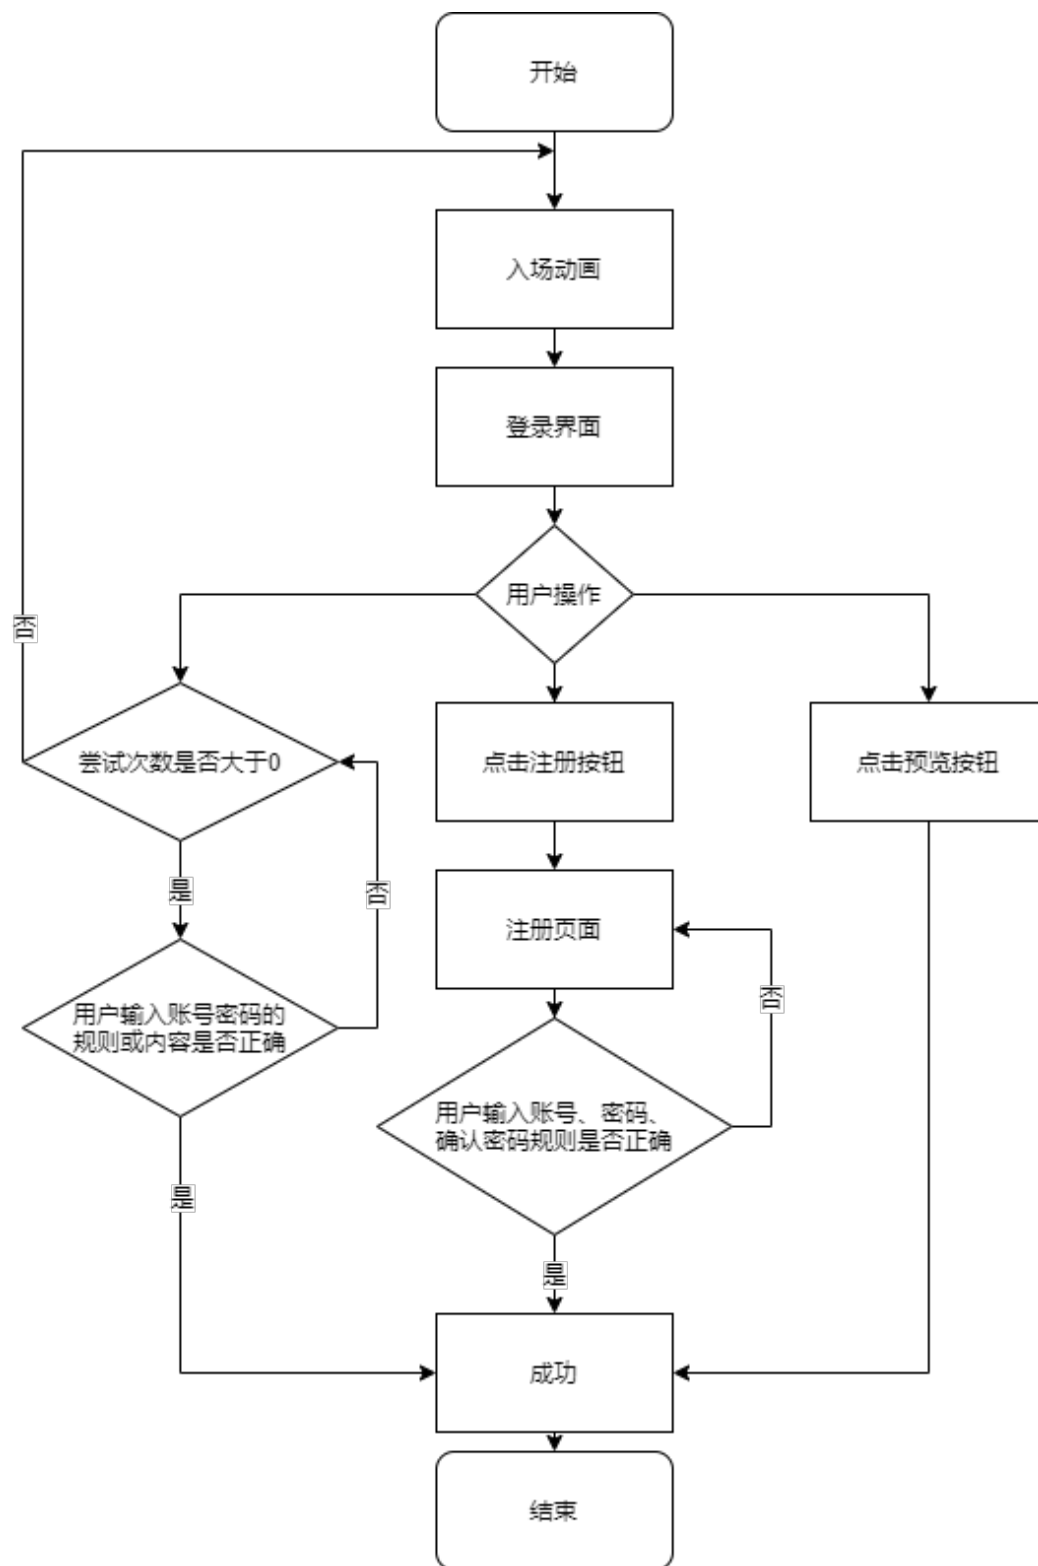 开始
入场动画
登录界面
用户操作
否
尝试次数是否大于0
点击注册按钮
点击预览按钮
是
否
注册页面
否
用户输入账号密码的
规则或内容是否正确
用户输入账号、密码、
确认密码规则是否正确
是
是
成功
结束